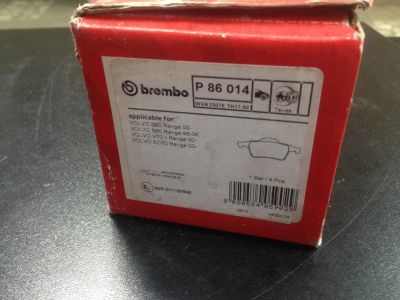 brembo
P 86 014
WVA 23075 TH17.00
Teves
applicable for:
VOLVO S60 Range 00-
VOLVO S80 Range 98-06
VOLVO V70 II Range 00-
VOLVO XC70 Range 00-
1 Set / 4 Pcs